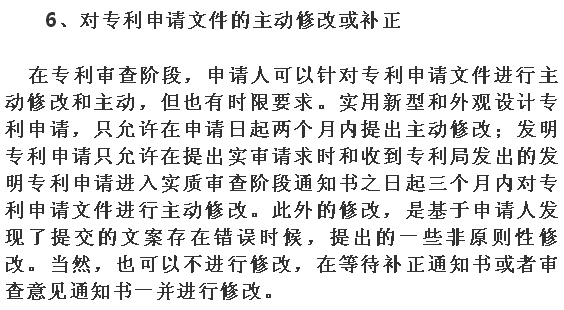 6、对专利申请文件的主动修改或补正
在专利审查阶段，申请人可以针对专利申请文件进行主
动修改和主动，但也有时限要求。实用新型和外观设计专
利申请，只允许在申请日起两个月内提出主动修改；发明
专利申请只允许在提出实审请求时和收到专利局发出的发
明专利申请进入实质审查阶段通知书之日起三个月内对专
利申请文件进行主动修改。此外的修改，是基于申请人发
现了提交的文案存在错误时候，提出的一些非原则性修
改。当然，也可以不进行修改，在等待补正通知书或者审
查意见通知书一并进行修改。